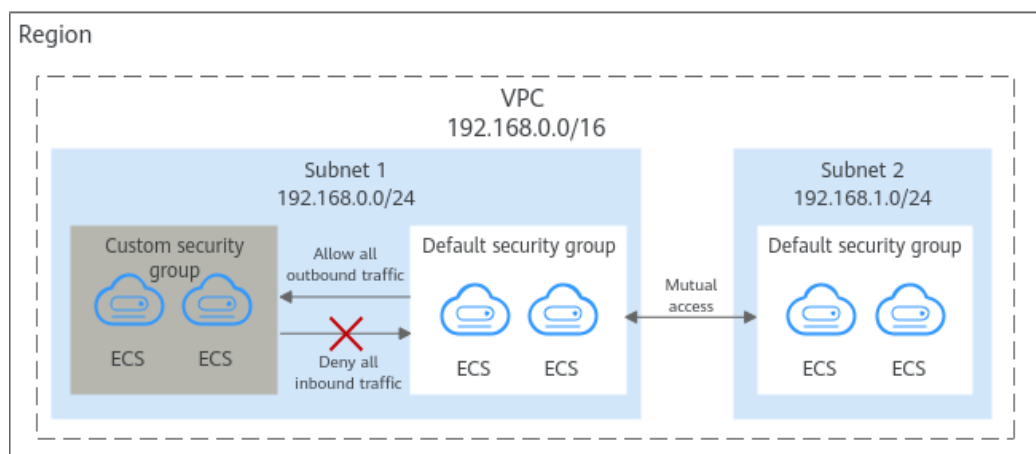 Region
VPC
192.168.0.0/16
Subnet 1
192.168.0.0/24
Custom security
group
ECS
ECS
Allow all
outbound traffic
Deny all
inbound traffic
Default security group
ECS
ECS
Mutual
access
Subnet 2
192.168.1.0/24
Default security group
ECS
ECS